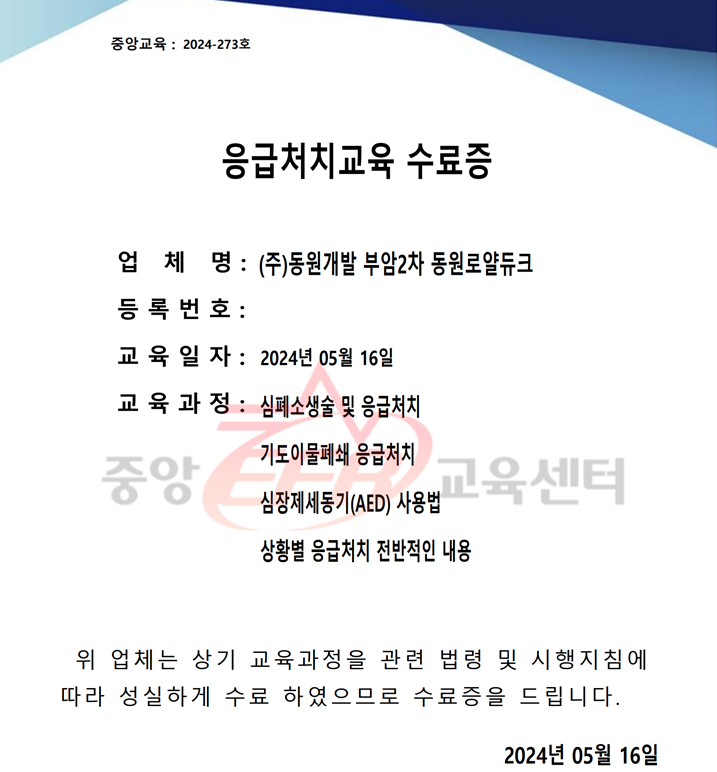 중앙교육 : 2024-273호
응급처치교육 수료증
업 체 명 : (주)동원개발 부암2차 동원로얄듀크
등 록 번 호 :
교 육 일 자 : 2024년 05월 16일
교 육 과 정 : 심폐소생술 및 응급처치
기도이물폐쇄 응급처치
중앙 EFR 교육센터
심장제세동기(AED) 사용법
상황별 응급처치 전반적인 내용
위 업체는 상기 교육과정을 관련 법령 및 시행지침에
따라 성실하게 수료 하였으므로 수료증을 드립니다.
2024년 05월 16일